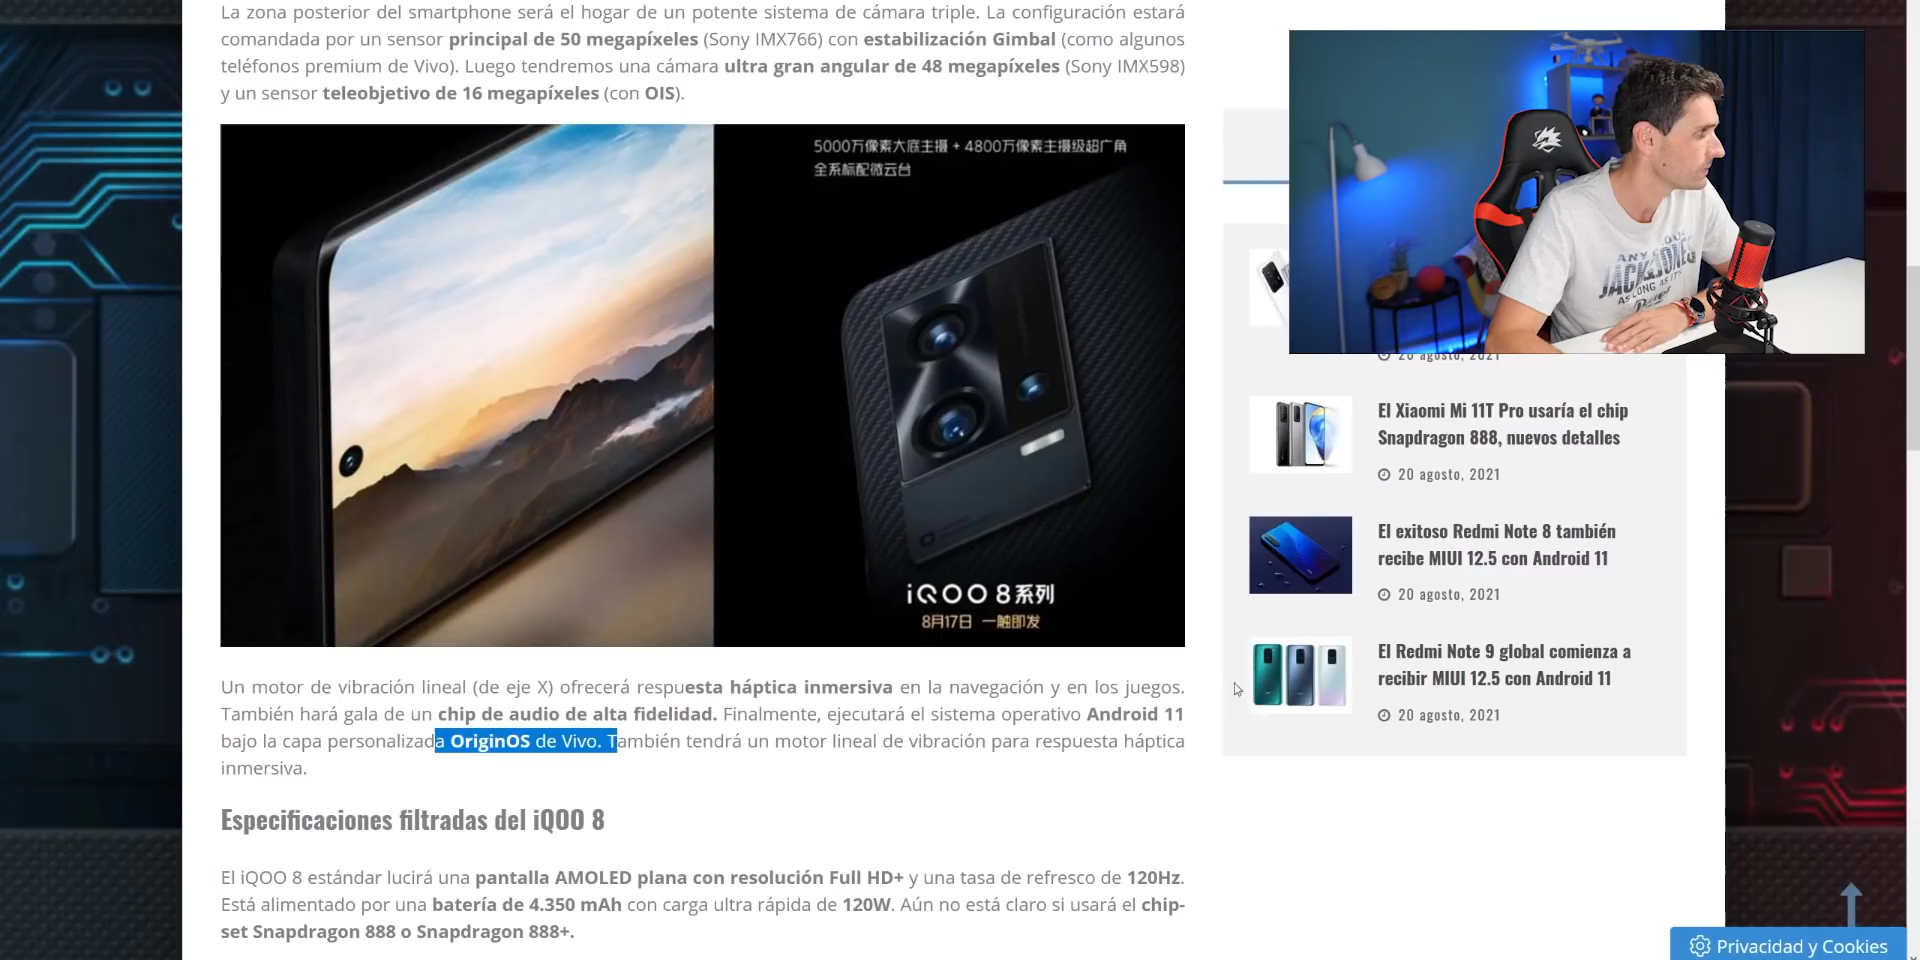 La zona posterior del smartphone será el hogar de un potente sistema de cámara triple. La configuración estará
comandada por un sensor principal de 50 megapíxeles (Sony IMX766) con estabilización Gimbal (como algunos
teléfonos premium de Vivo). Luego tendremos una cámara ultra gran angular de 48 megapíxeles (Sony IMX598)
y un sensor teleobjetivo de 16 megapíxeles (con OIS).
5000万像素大底主摄 + 4800万像素主摄级超广角
全系标配微云台
iQOO 8系列
8月17日 一触即发
Un motor de vibración lineal (de eje X) ofrecerá respuesta háptica inmersiva en la navegación y en los juegos.
También hará gala de un chip de audio de alta fidelidad. Finalmente, ejecutará el sistema operativo Android 11
bajo la capa personalizada OriginOS de Vivo. También tendrá un motor lineal de vibración para respuesta háptica
inmersiva.
Especificaciones filtradas del iQOO 8
El iQOO 8 estándar lucirá una pantalla AMOLED plana con resolución Full HD+ y una tasa de refresco de 120Hz.
Está alimentado por una batería de 4.350 mAh con carga ultra rápida de 120W. Aún no está claro si usará el chip-
set Snapdragon 888 o Snapdragon 888+.
JACK&JONES
AS LONG AS IT'S
20 agosto, 2021
El Xiaomi Mi 11T Pro usaría el chip
Snapdragon 888, nuevos detalles
20 agosto, 2021
El exitoso Redmi Note 8 también
recibe MIUI 12.5 con Android 11
20 agosto, 2021
El Redmi Note 9 global comienza a
recibir MIUI 12.5 con Android 11
20 agosto, 2021
Privacidad y Cookies